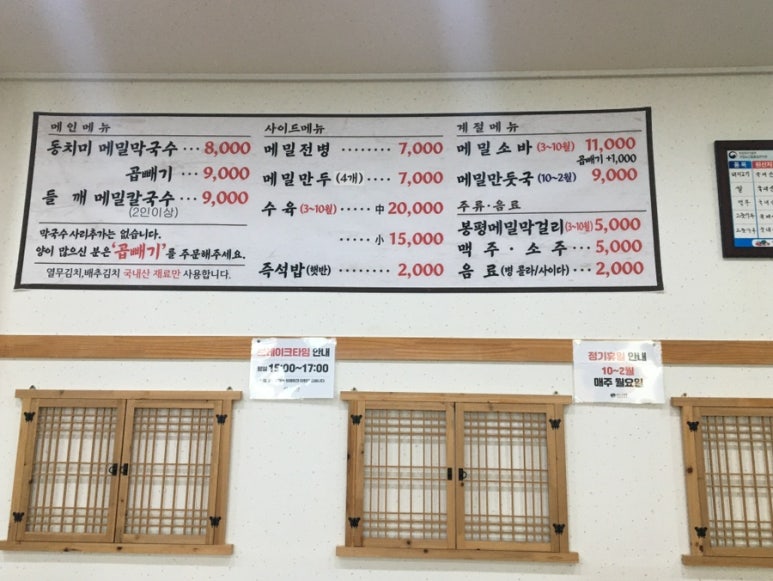 메인메뉴
동치미 메밀막국수 ··· 8,000
곱빼기 ··· 9,000
들 깨 메밀칼국수 ··· 9,000
(2인이상)
막국수 사리추가는 없습니다.
양이 많으신 분은 '곱빼기'를 주문해주세요.
열무김치,배추김치 국내산 재료만 사용합니다.
사이드메뉴
메밀전병 ······· 7,000
메밀만두 (4개) ······ 7,000
수 육 (3~10월) ····· 中 20,000
····· 小 15,000
즉석밥(햇반) ······· 2,000
계절메뉴
메밀소바 (3~10월) 11,000
곱빼기 +1,000
메밀만둣국 (10~2월) 9,000
주류·음료
봉평메밀막걸리(3~10월) 5,000
맥 주 · 소 주 ··· 5,000
음 료 (병 콜라/사이다) ··· 2,000
품목
브레이크타임 안내
15:00~17:00
정기휴일 안내
10~2월
매주 월요일